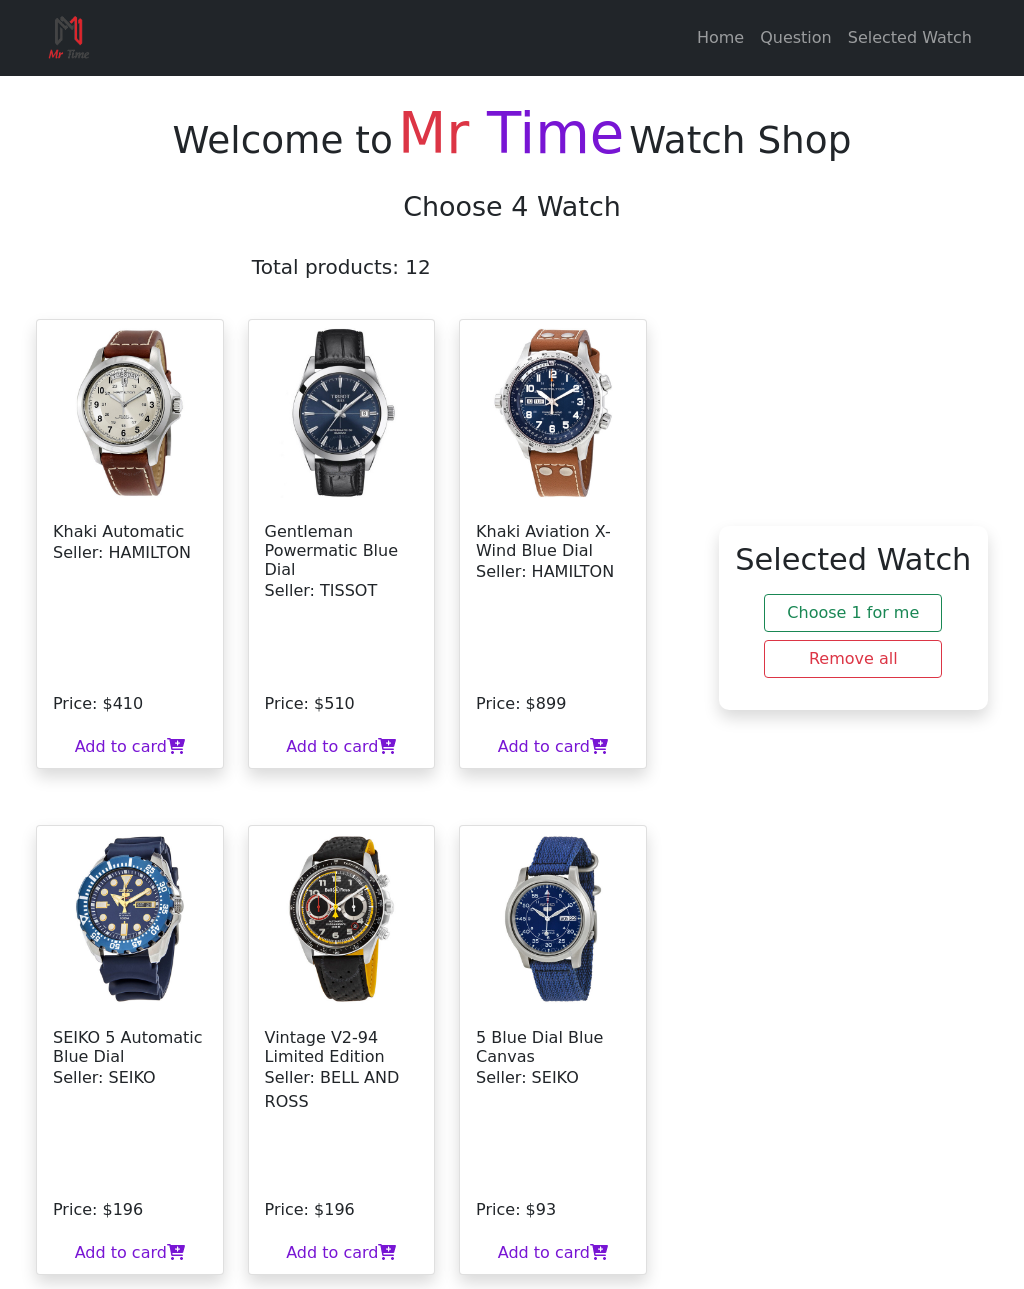 Mr Time
Home Question Selected Watch
Welcome to Mr Time Watch Shop
Choose 4 Watch
Total products: 12
Khaki Automatic
Seller: HAMILTON
Price: $410
Add to card
Gentleman
Powermatic Blue
Dial
Seller: TISSOT
Price: $510
Add to card
Khaki Aviation X-
Wind Blue Dial
Seller: HAMILTON
Price: $899
Add to card
Selected Watch
Choose 1 for me
Remove all
SEIKO 5 Automatic
Blue Dial
Seller: SEIKO
Price: $196
Add to card
Vintage V2-94
Limited Edition
Seller: BELL AND
ROSS
Price: $196
Add to card
5 Blue Dial Blue
Canvas
Seller: SEIKO
Price: $93
Add to card